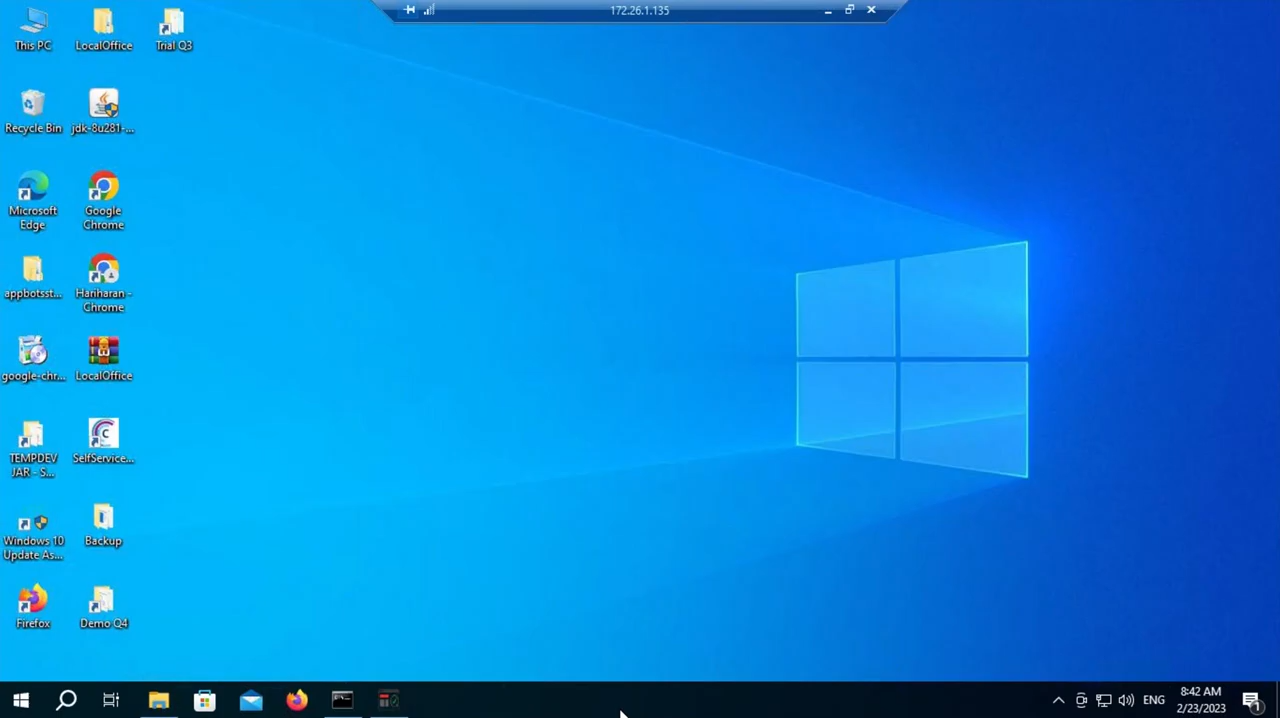 172.26.1.135
This PC
LocalOffice
Trial Q3
Recycle Bin
jdk-8u281-...
Microsoft
Edge
Google
Chrome
appbotsst...
Hariharan -
Chrome
google-chr...
LocalOffice
TEMPDEV
JAR - S...
SelfService...
Windows 10
Update As...
Backup
Firefox
Demo Q4
ENG
8:42 AM
2/23/2023
1